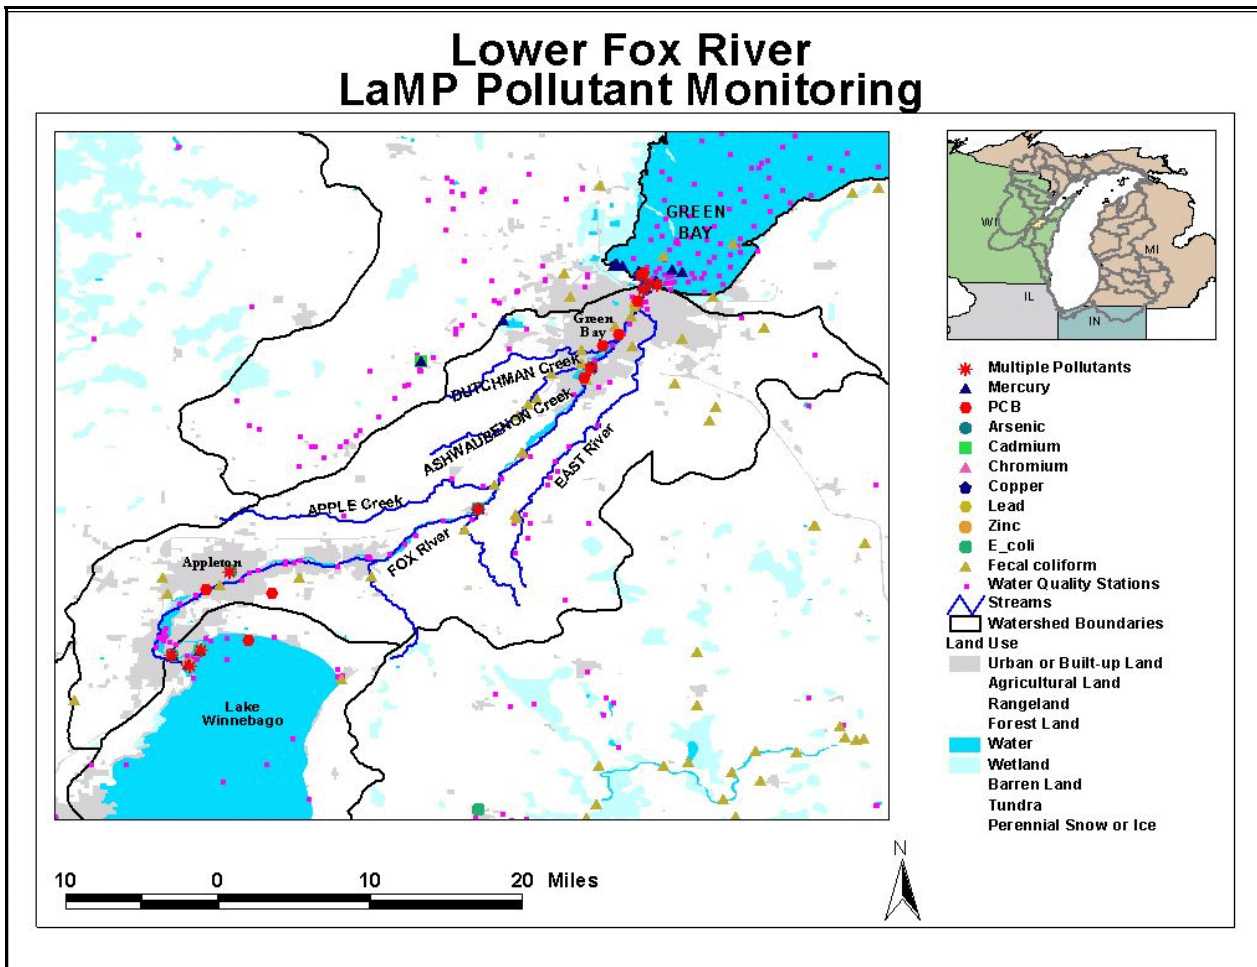 Lower Fox River
LaMP Pollutant Monitoring
GREEN
BAY
Green
Bay
DUTCHMAN Creek
ASHWAUBENON Creek
EAST River
APPLE Creek
FOX River
Appleton
Lake
Winnebago
WI
MI
IL
IN
Multiple Pollutants
Mercury
PCB
Arsenic
Cadmium
Chromium
Copper
Lead
Zinc
E_coli
Fecal coliform
Water Quality Stations
Streams
Watershed Boundaries
Land Use
Urban or Built-up Land
Agricultural Land
Rangeland
Forest Land
Water
Wetland
Barren Land
Tundra
Perennial Snow or Ice
10 0 10 20 Miles
N